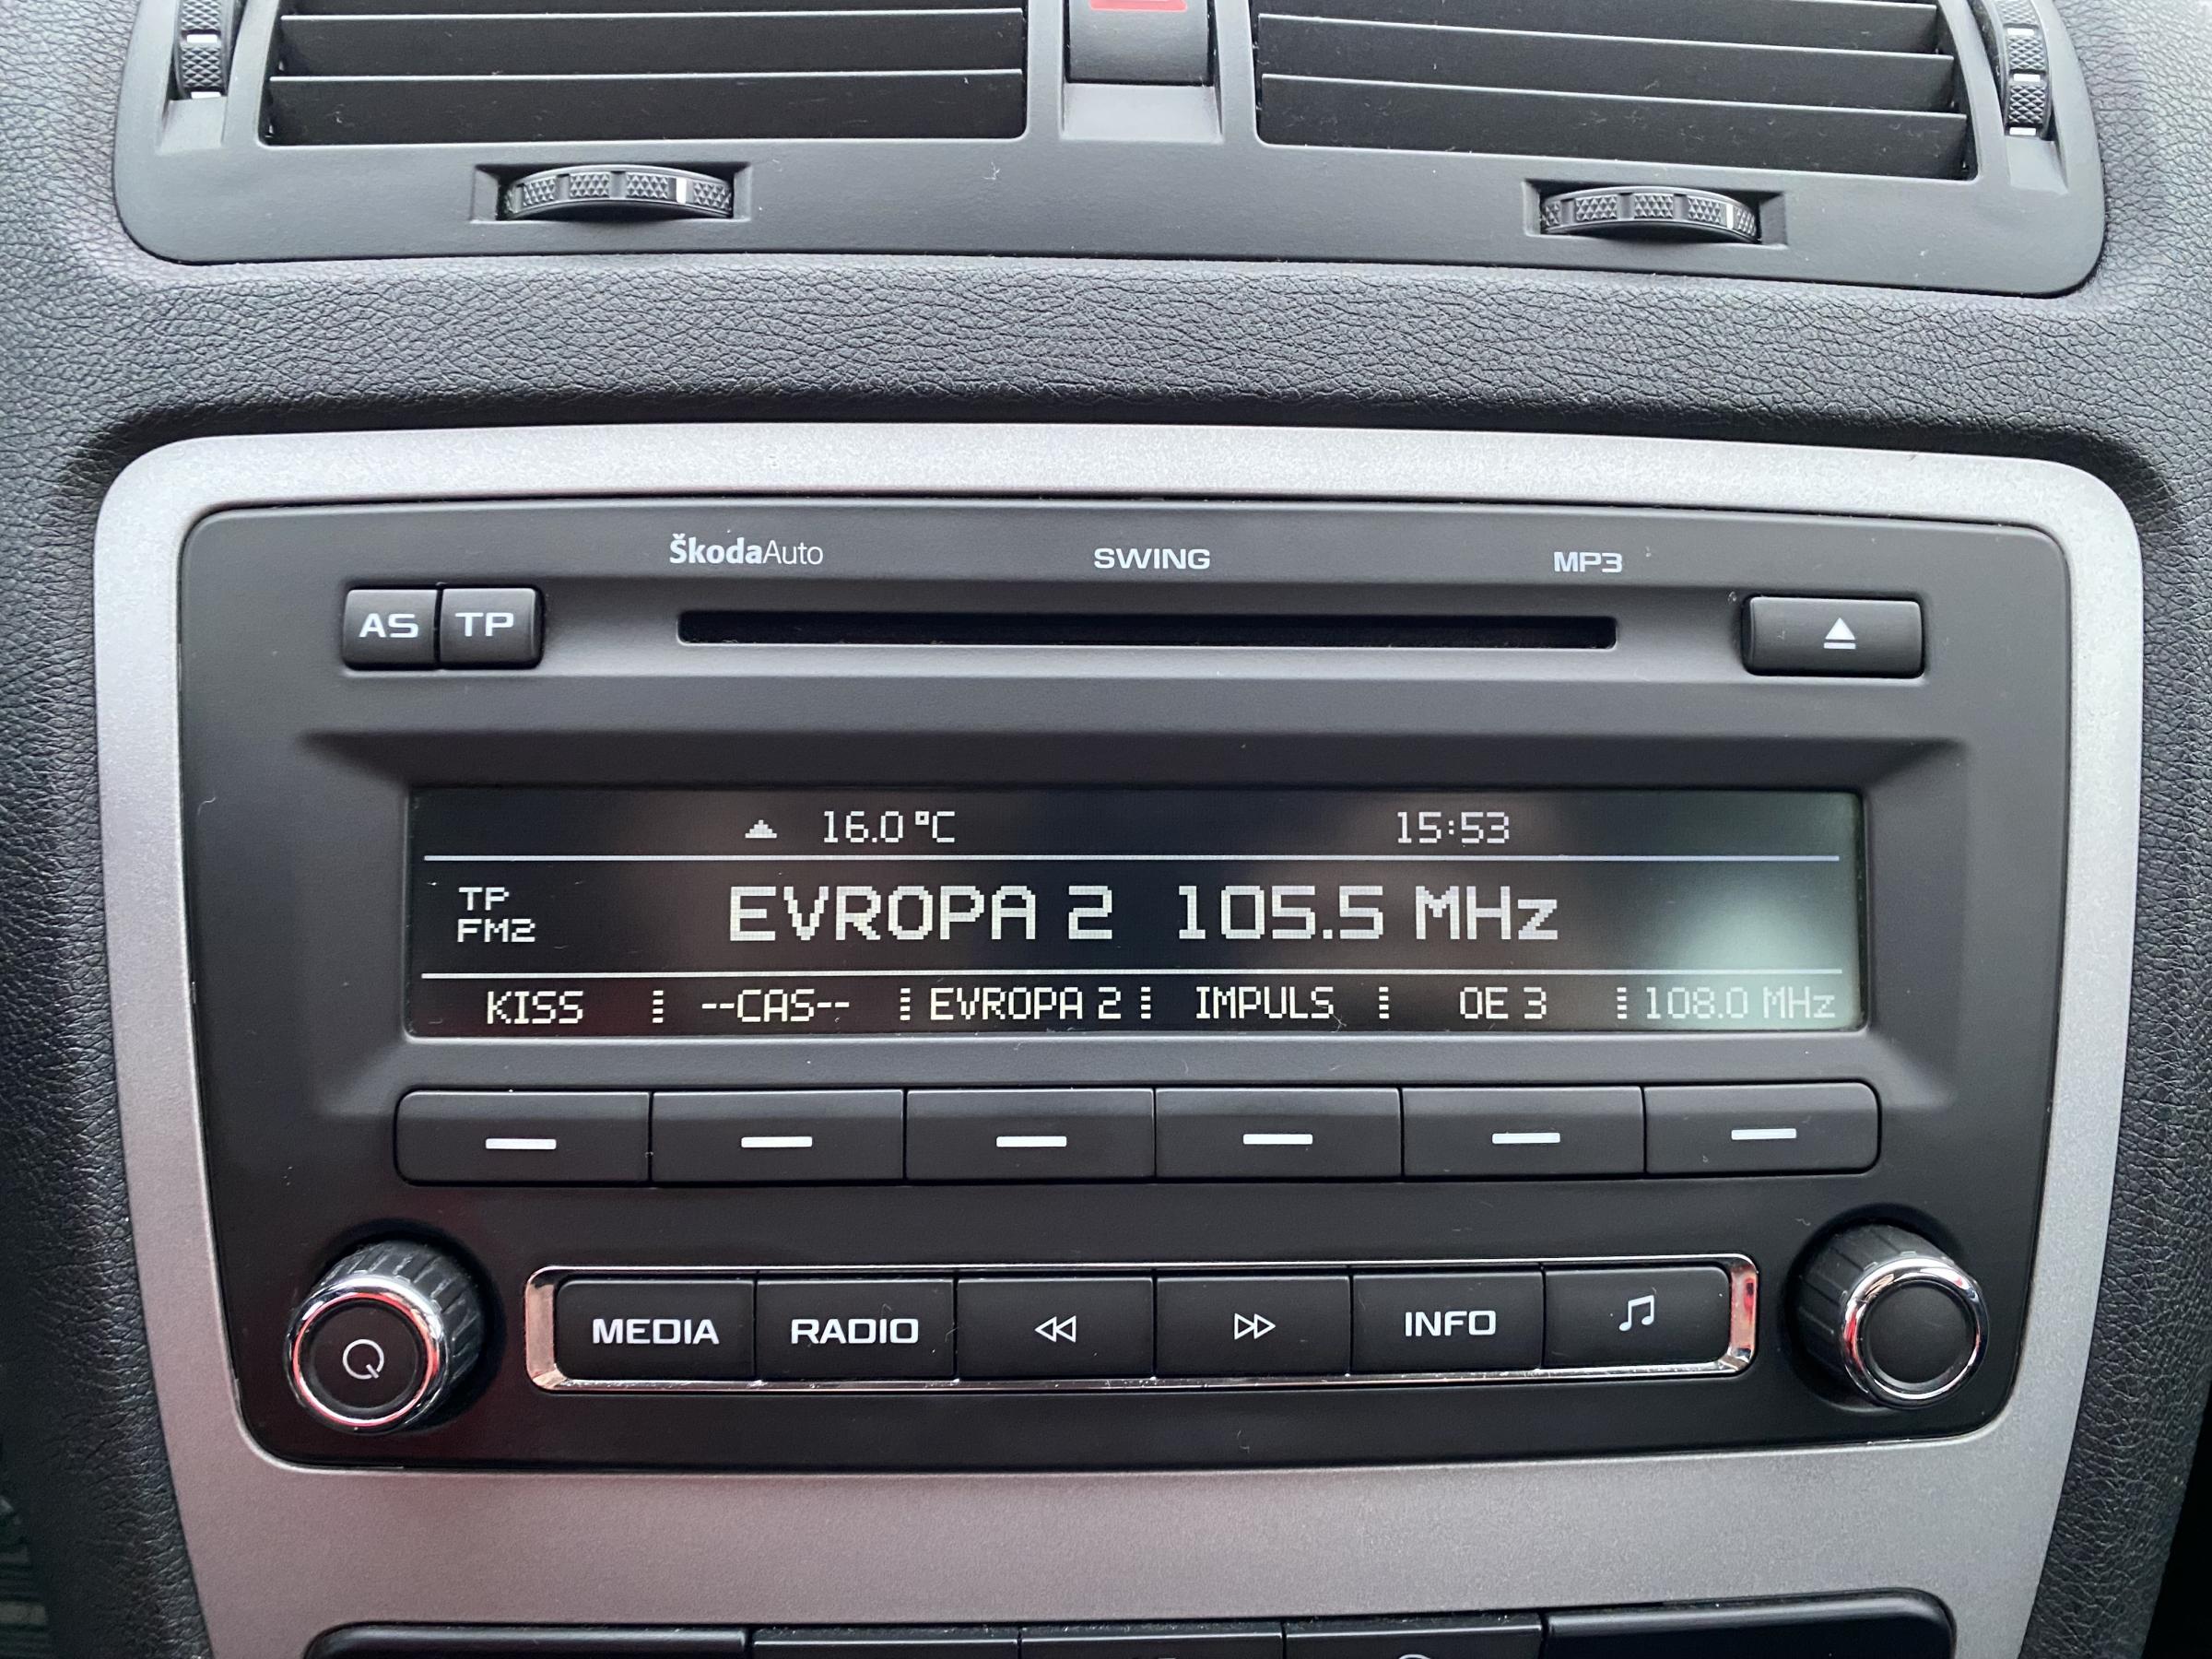 ŠkodaAuto SWING MP3
AS TP
16.0 °C 15:53
TP
FM2
EVROPA 2 105.5 MHz
KISS --CAS-- EVROPA 2 IMPULS OE 3 108.0 MHz
MEDIA RADIO INFO